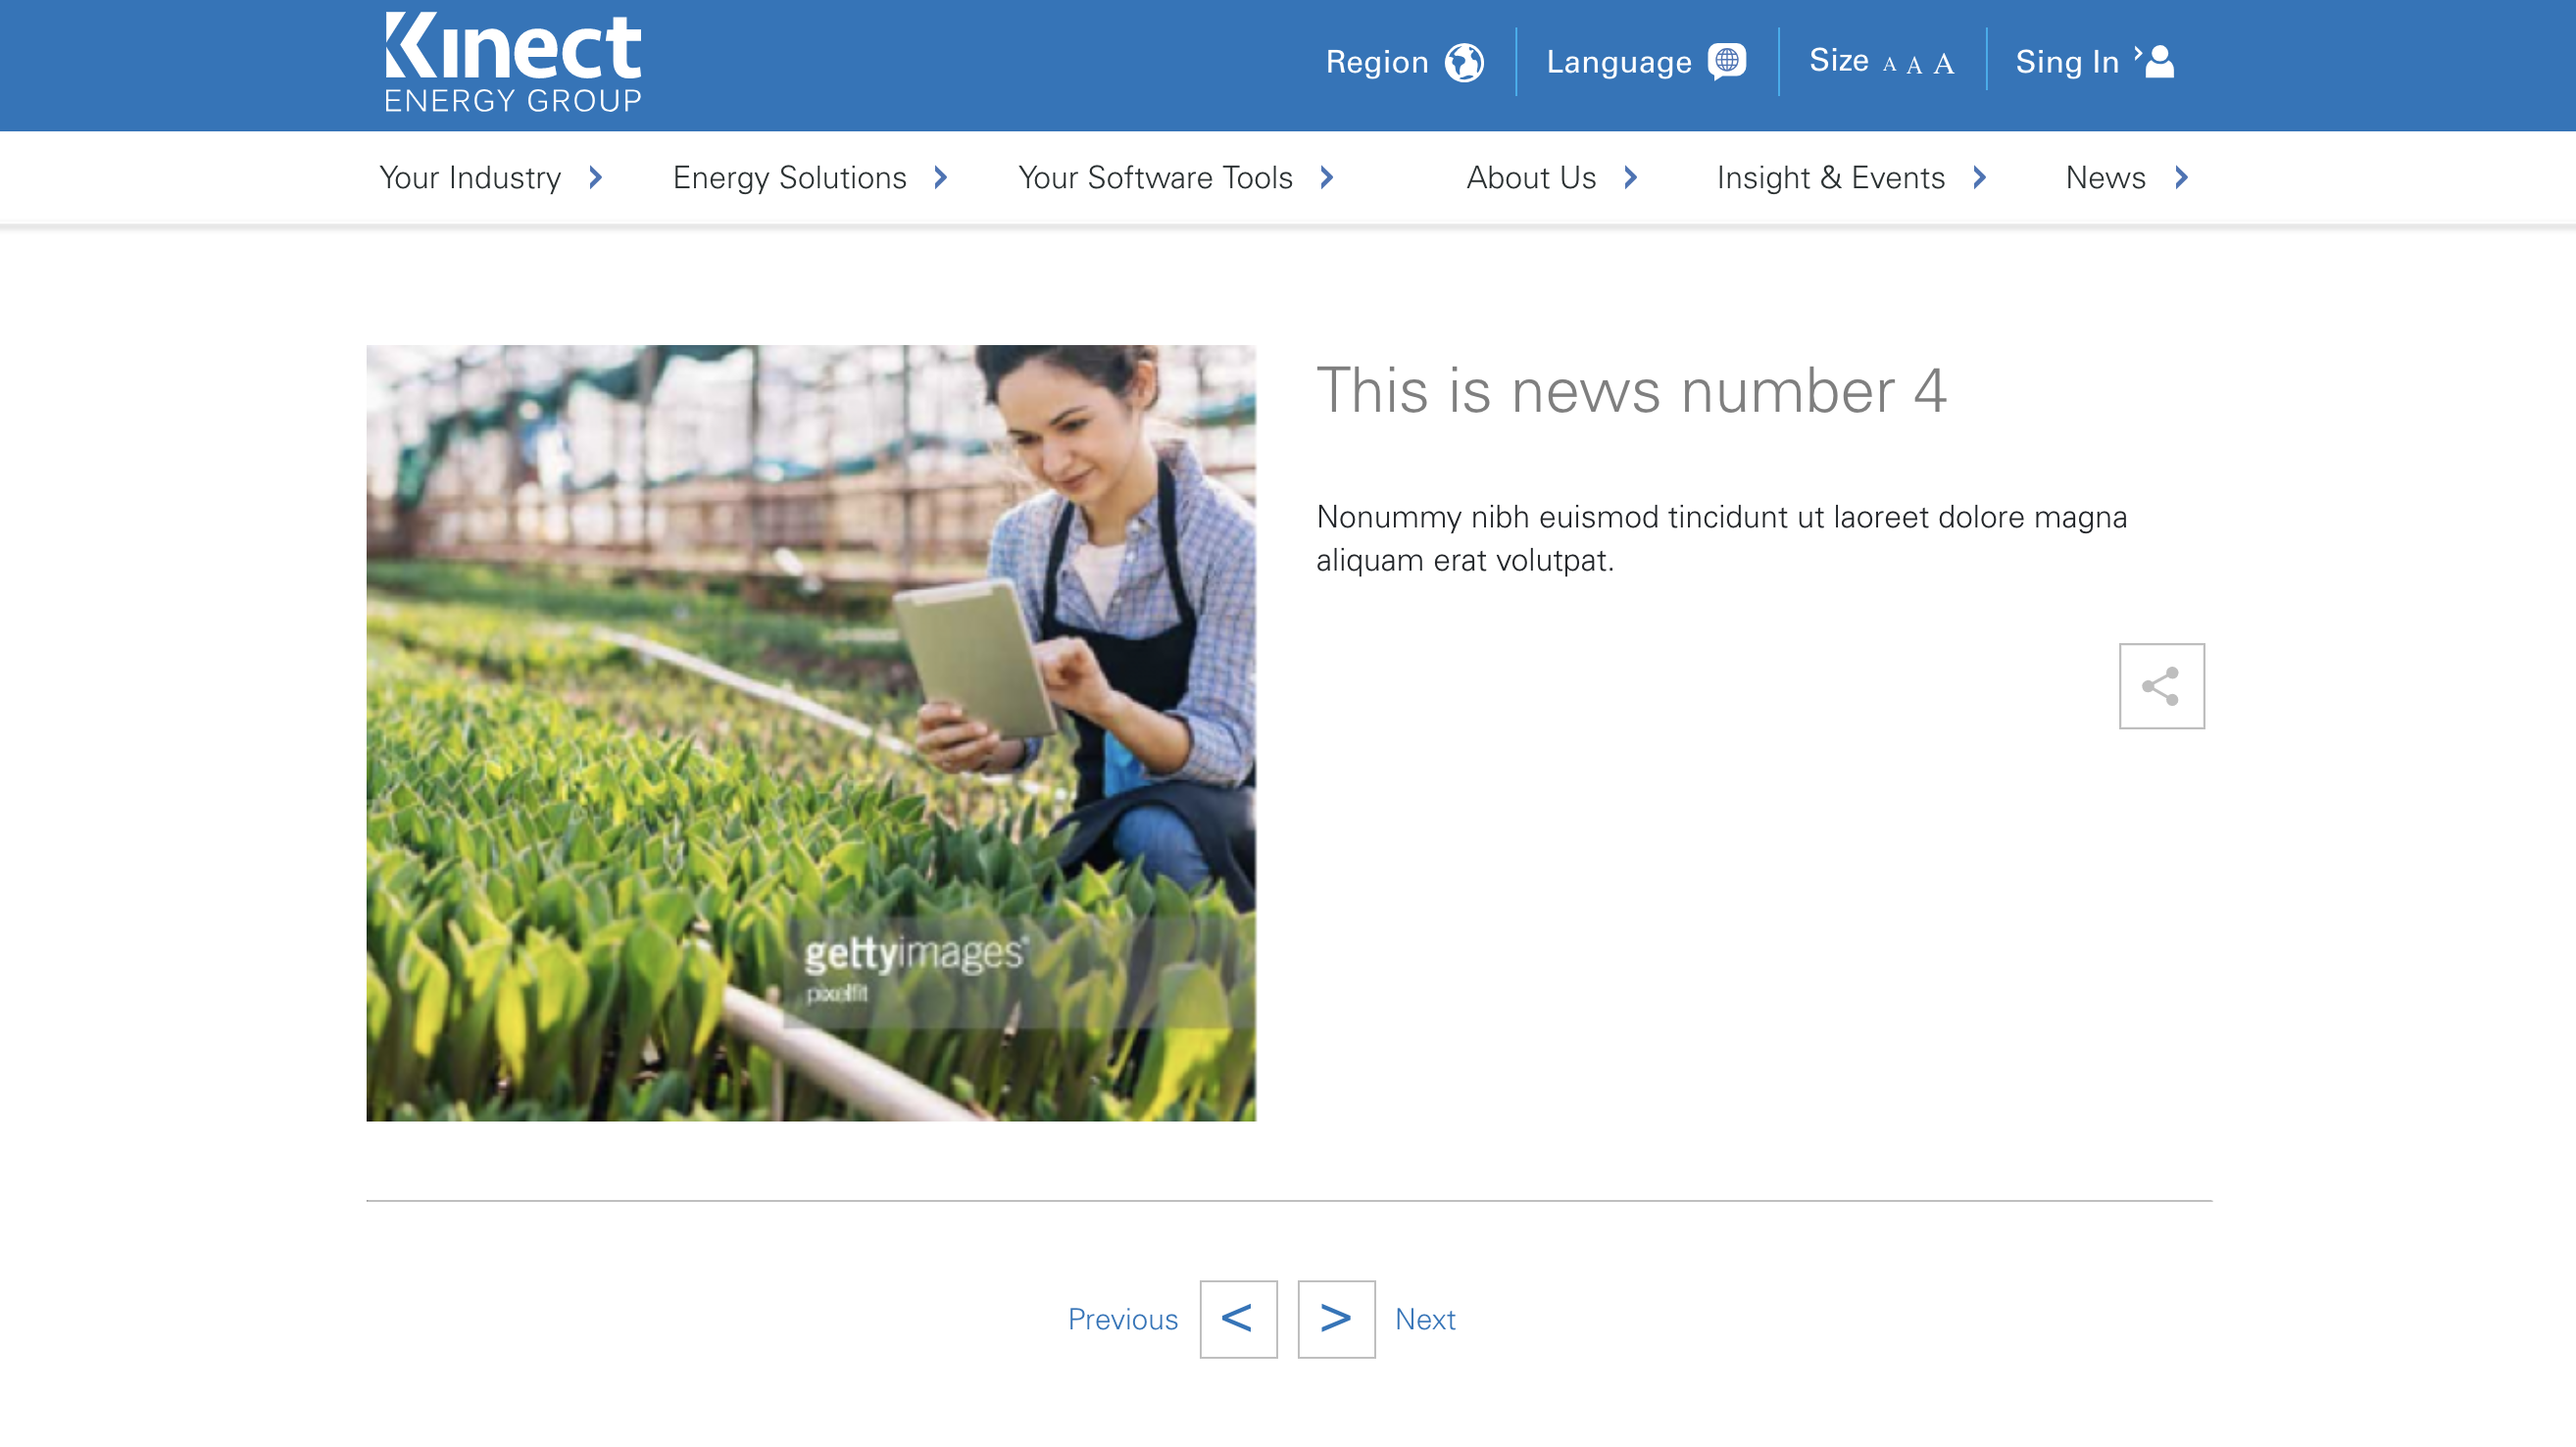 Kinect
ENERGY GROUP
Region
Language
Size A A A
Sing In
Your Industry
Energy Solutions
Your Software Tools
About Us
Insight & Events
News
This is news number 4
Nonummy nibh euismod tincidunt ut laoreet dolore magna
aliquam erat volutpat.
gettyimages®
pixelfit
Previous < > Next